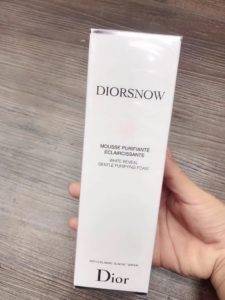 DIORSNOW
MOUSSE PURIFIANTE
ÉCLAIRCISSANTE
WHITE REVEAL
GENTLE PURIFYING FOAM
Dior